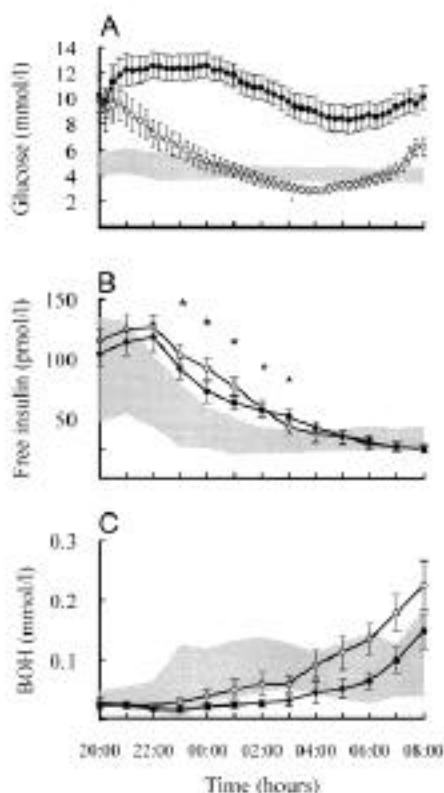 A
Glucose (mmol/l)
14
12
10
8
6
4
2
B
Free insulin (pmol/l)
150
100
50
* * * * *
C
BOH (mmol/l)
0.3
0.2
0.1
20:00 22:00 00:00 02:00 04:00 06:00 08:00
Time (hours)